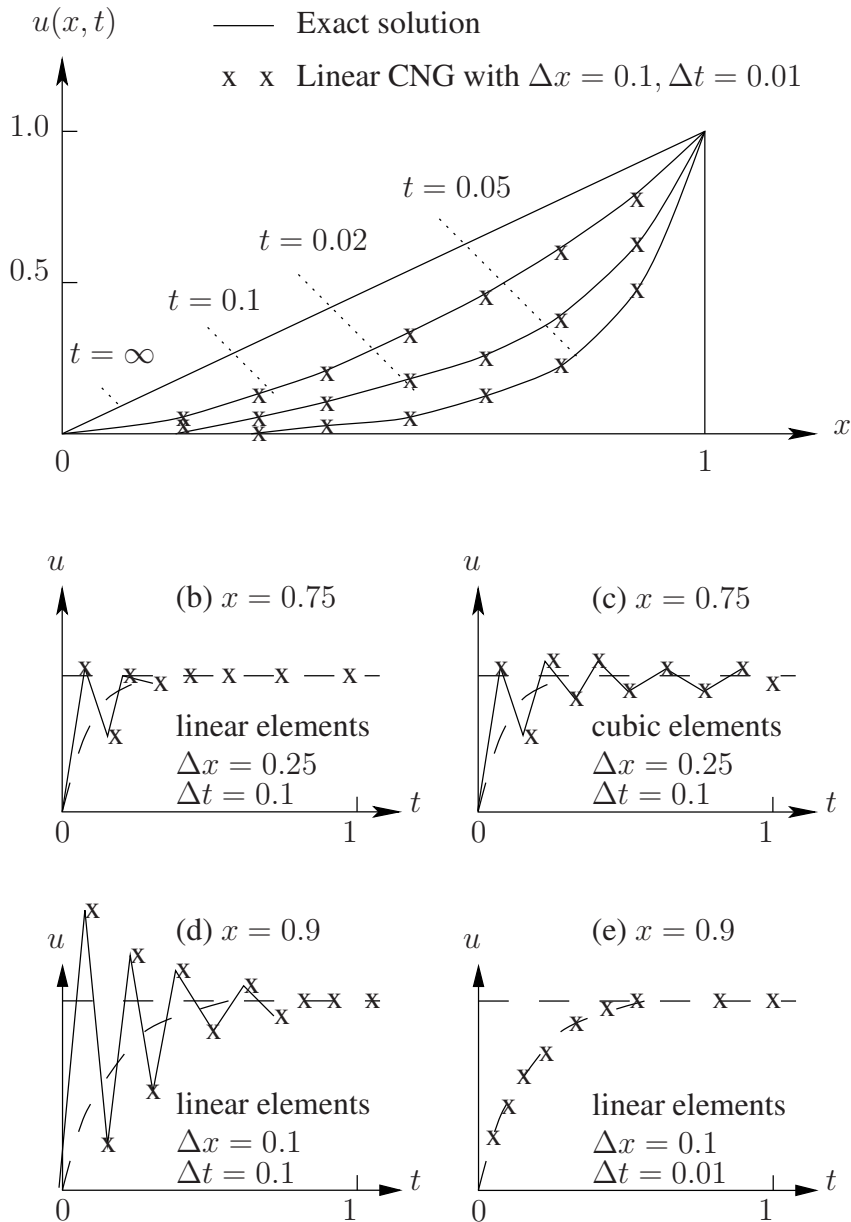 u(x, t)
Exact solution
x x Linear CNG with Δx = 0.1, Δt = 0.01
1.0
0.5
t = 0.05
t = 0.02
t = 0.1
t = ∞
0
1
x
u
(b) x = 0.75
linear elements
Δx = 0.25
Δt = 0.1
0
1
t
(c) x = 0.75
cubic elements
Δx = 0.25
Δt = 0.1
0
1
t
u
(d) x = 0.9
linear elements
Δx = 0.1
Δt = 0.1
0
1
t
u
(e) x = 0.9
linear elements
Δx = 0.1
Δt = 0.01
0
1
t